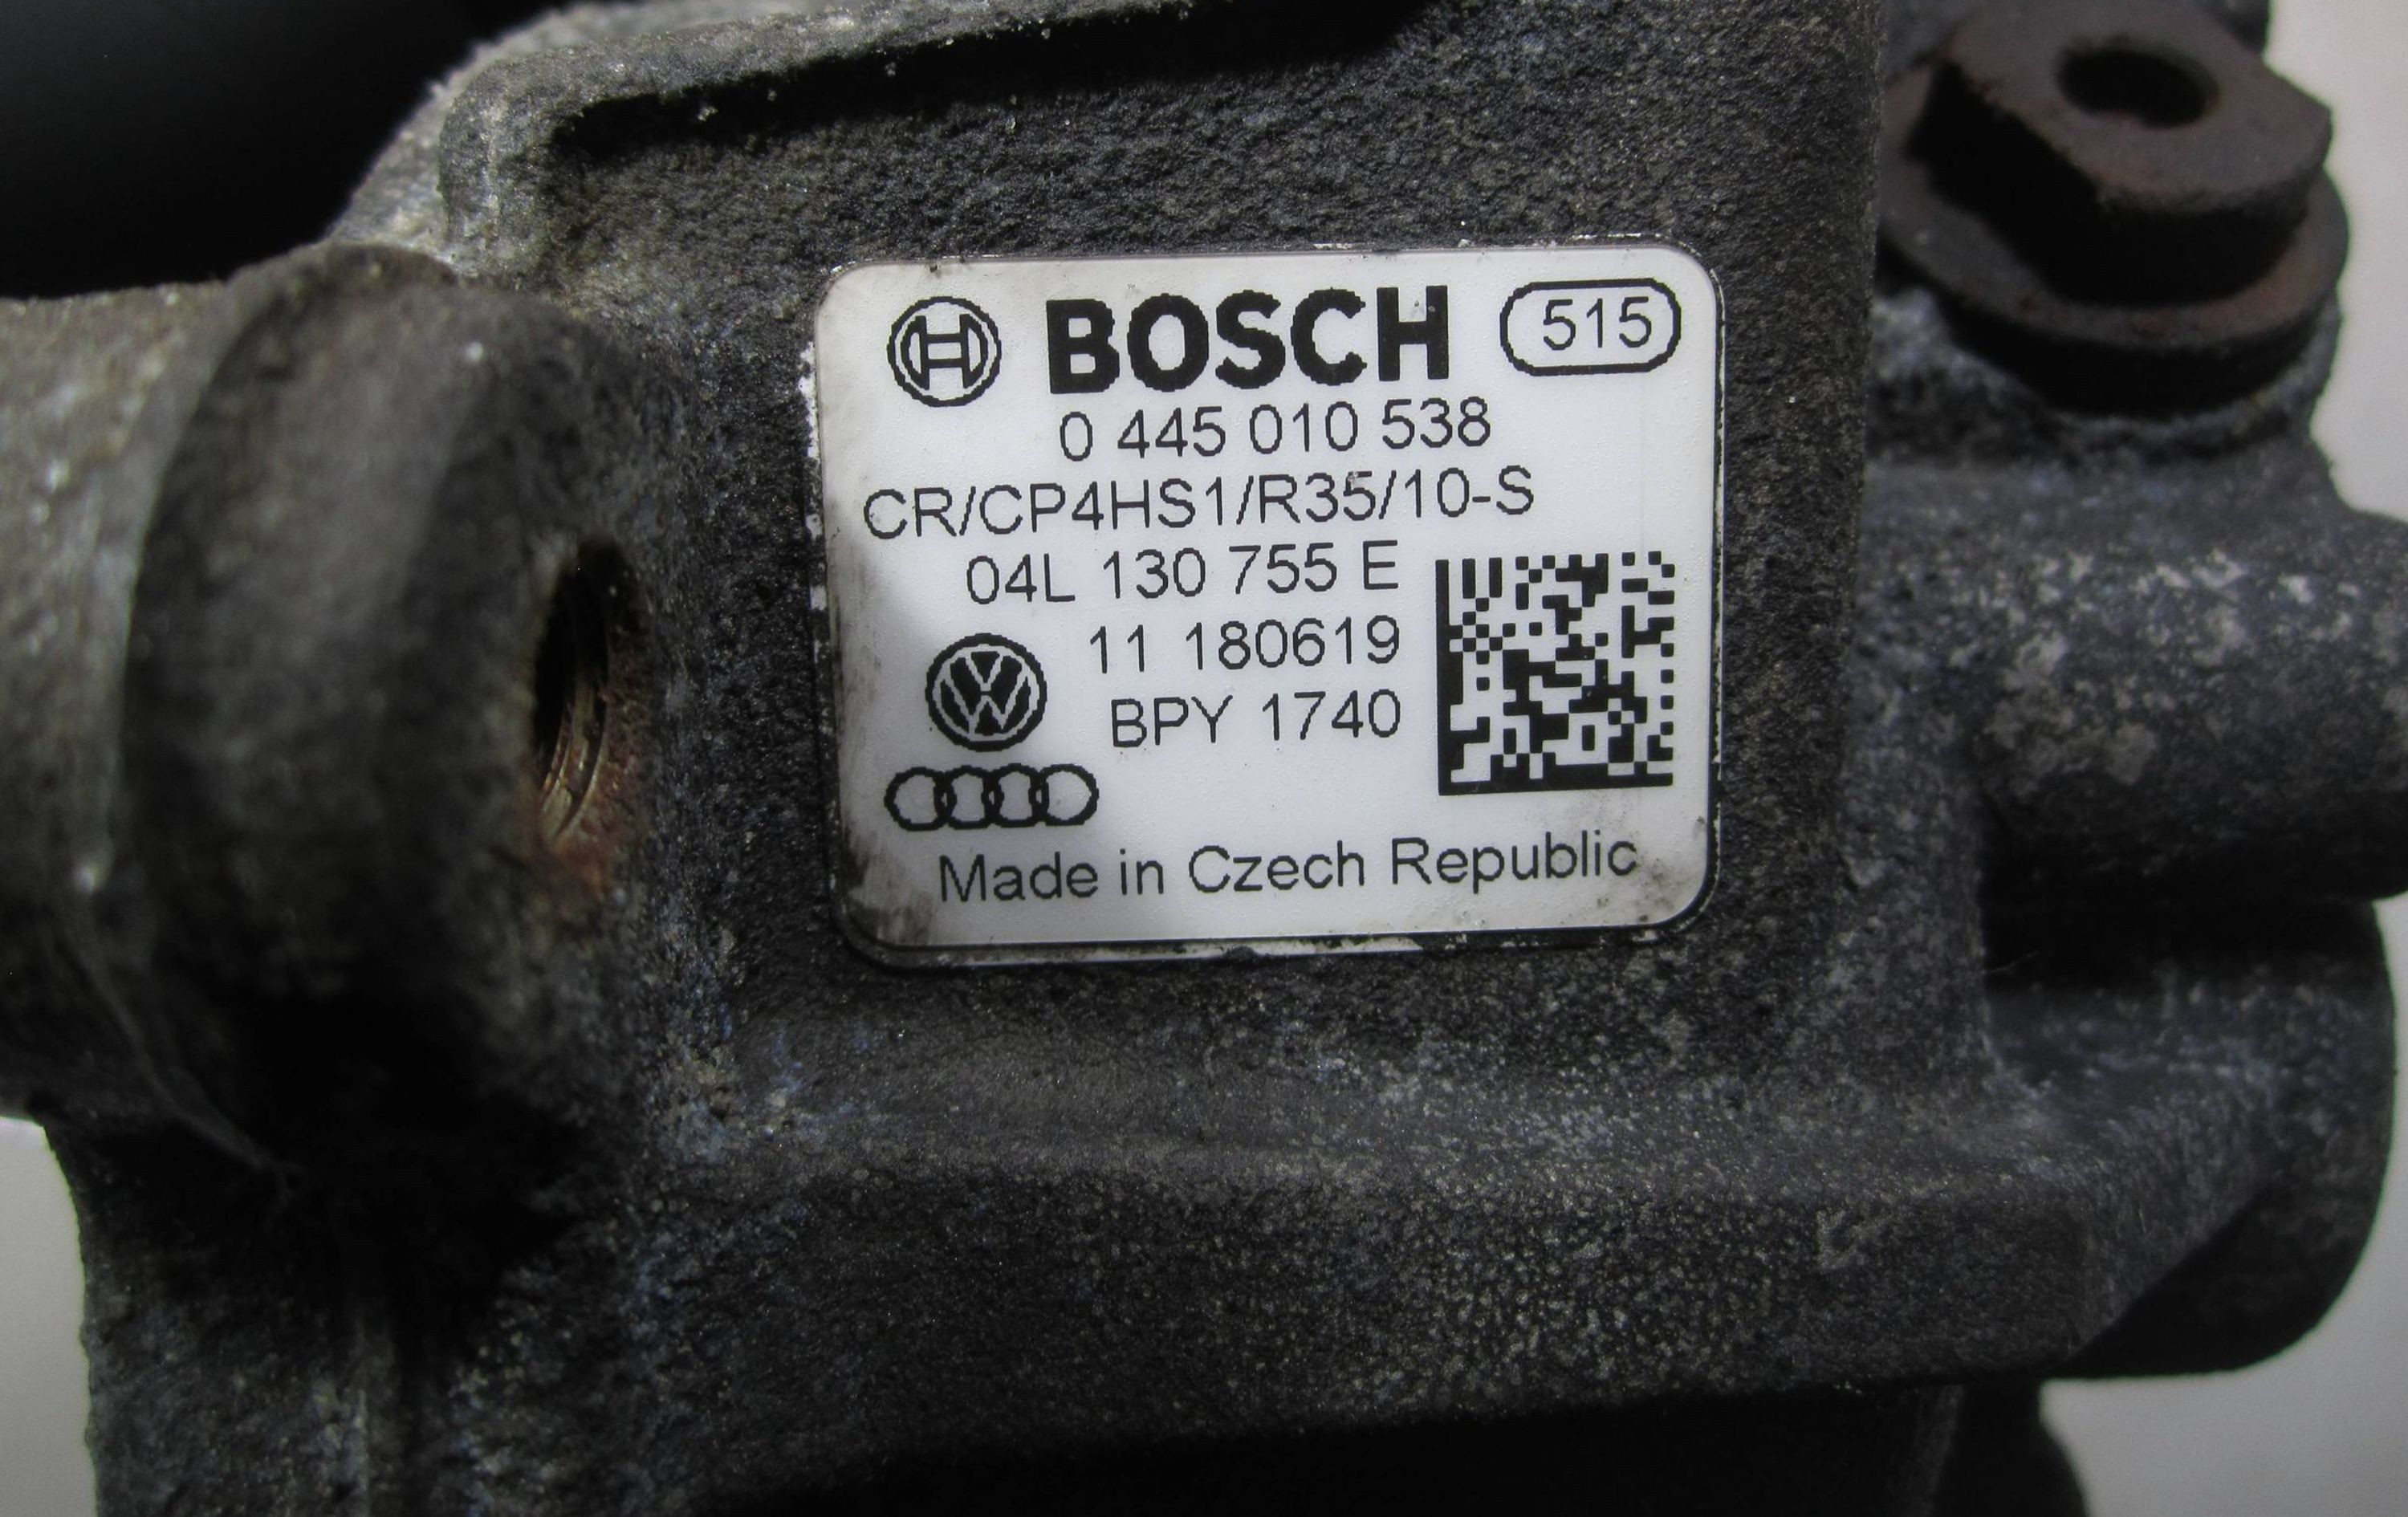 BOSCH 515
0 445 010 538
CR/CP4HS1/R35/10-S
04L 130 755 E
11 180619
BPY 1740
Made in Czech Republic